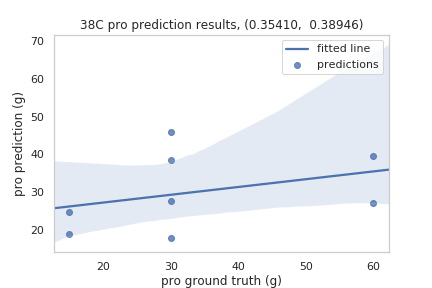 38C pro prediction results, (0.35410,  0.38946)
fitted line
predictions
pro prediction (g)
70
60
50
40
30
20
20
30
40
50
60
pro ground truth (g)